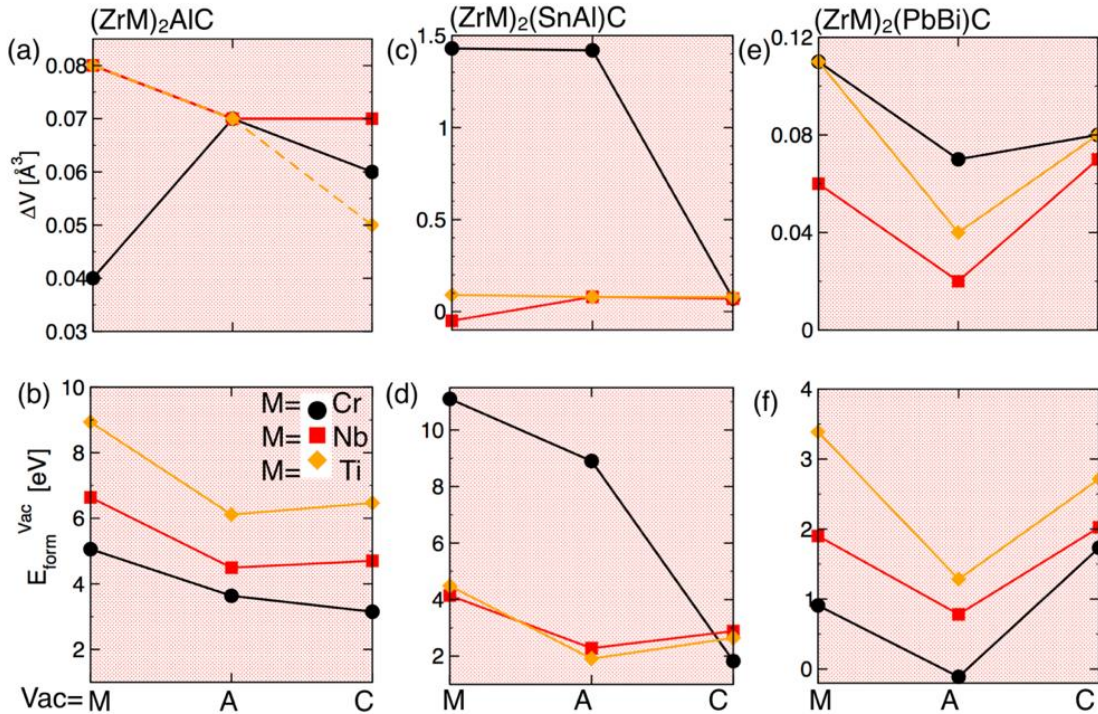 (ZrM)₂AlC
(ZrM)₂(SnAl)C
(ZrM)₂(PbBi)C
(a)
0.08
0.07
0.06
0.05
0.04
0.03
ΔV [Å³]
(c)
1.5
1
0.5
0
(e)
0.12
0.08
0.04
0
(b)
10
8
6
4
2
E_form^Vac [eV]
M= Cr
M= Nb
M= Ti
(d)
10
8
6
4
2
(f)
4
3
2
1
0
Vac= M A C
M A C
M A C